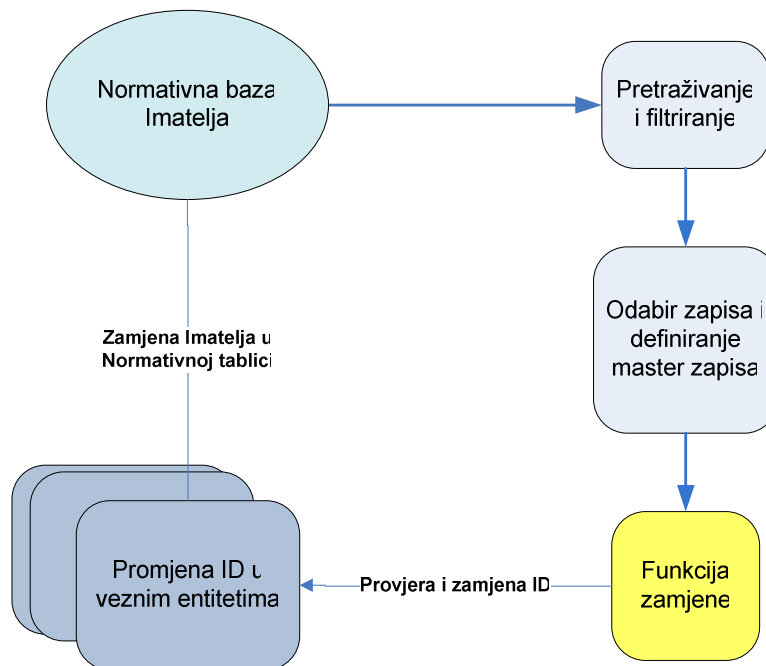 Normativna baza
Imatelja
Pretraživanje
i filtriranje
Odabir zapisa i
definiranje
master zapisa
Zamjena Imatelja u
Normativnoj tablici
Promjena ID u
veznim entitetima
Provjera i zamjena ID
Funkcija
zamjene